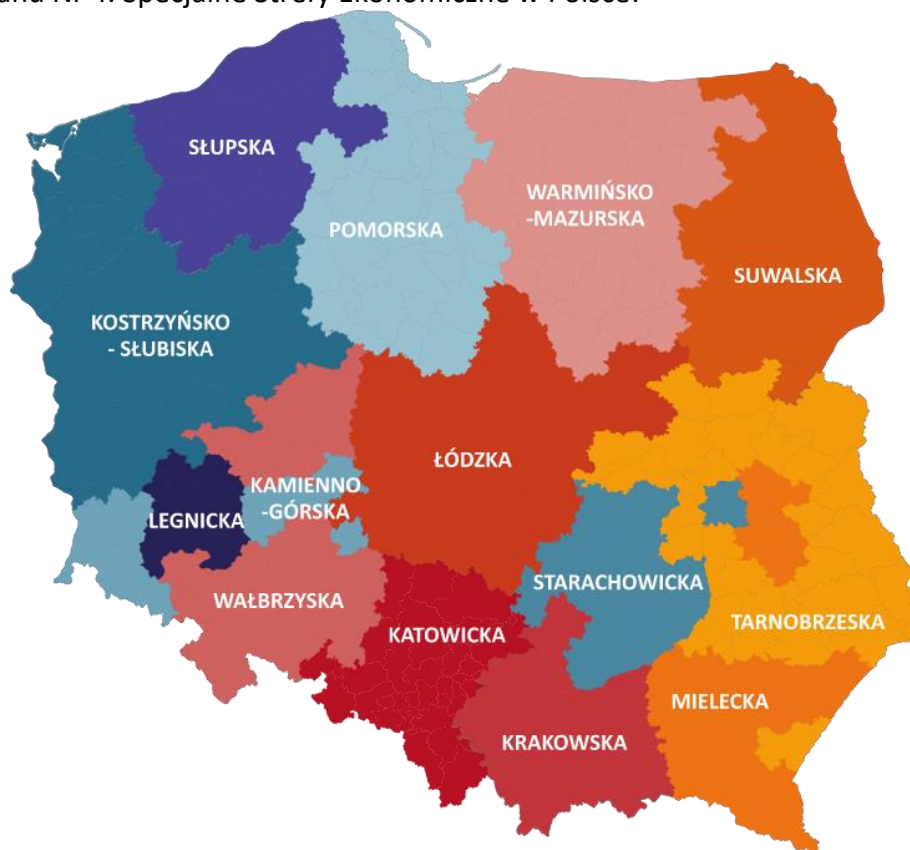 Specjalne Strefy Ekonomiczne w Polsce.
SŁUPSKA
POMORSKA
WARMIŃSKO
-MAZURSKA
SUWALSKA
KOSTRZYŃSKO
- SŁUBISKA
ŁÓDZKA
KAMIENNO
-GÓRSKA
LEGNICKA
STARACHOWICKA
WAŁBRZYSKA
TARNOBRZESKA
KATOWICKA
MIELECKA
KRAKOWSKA